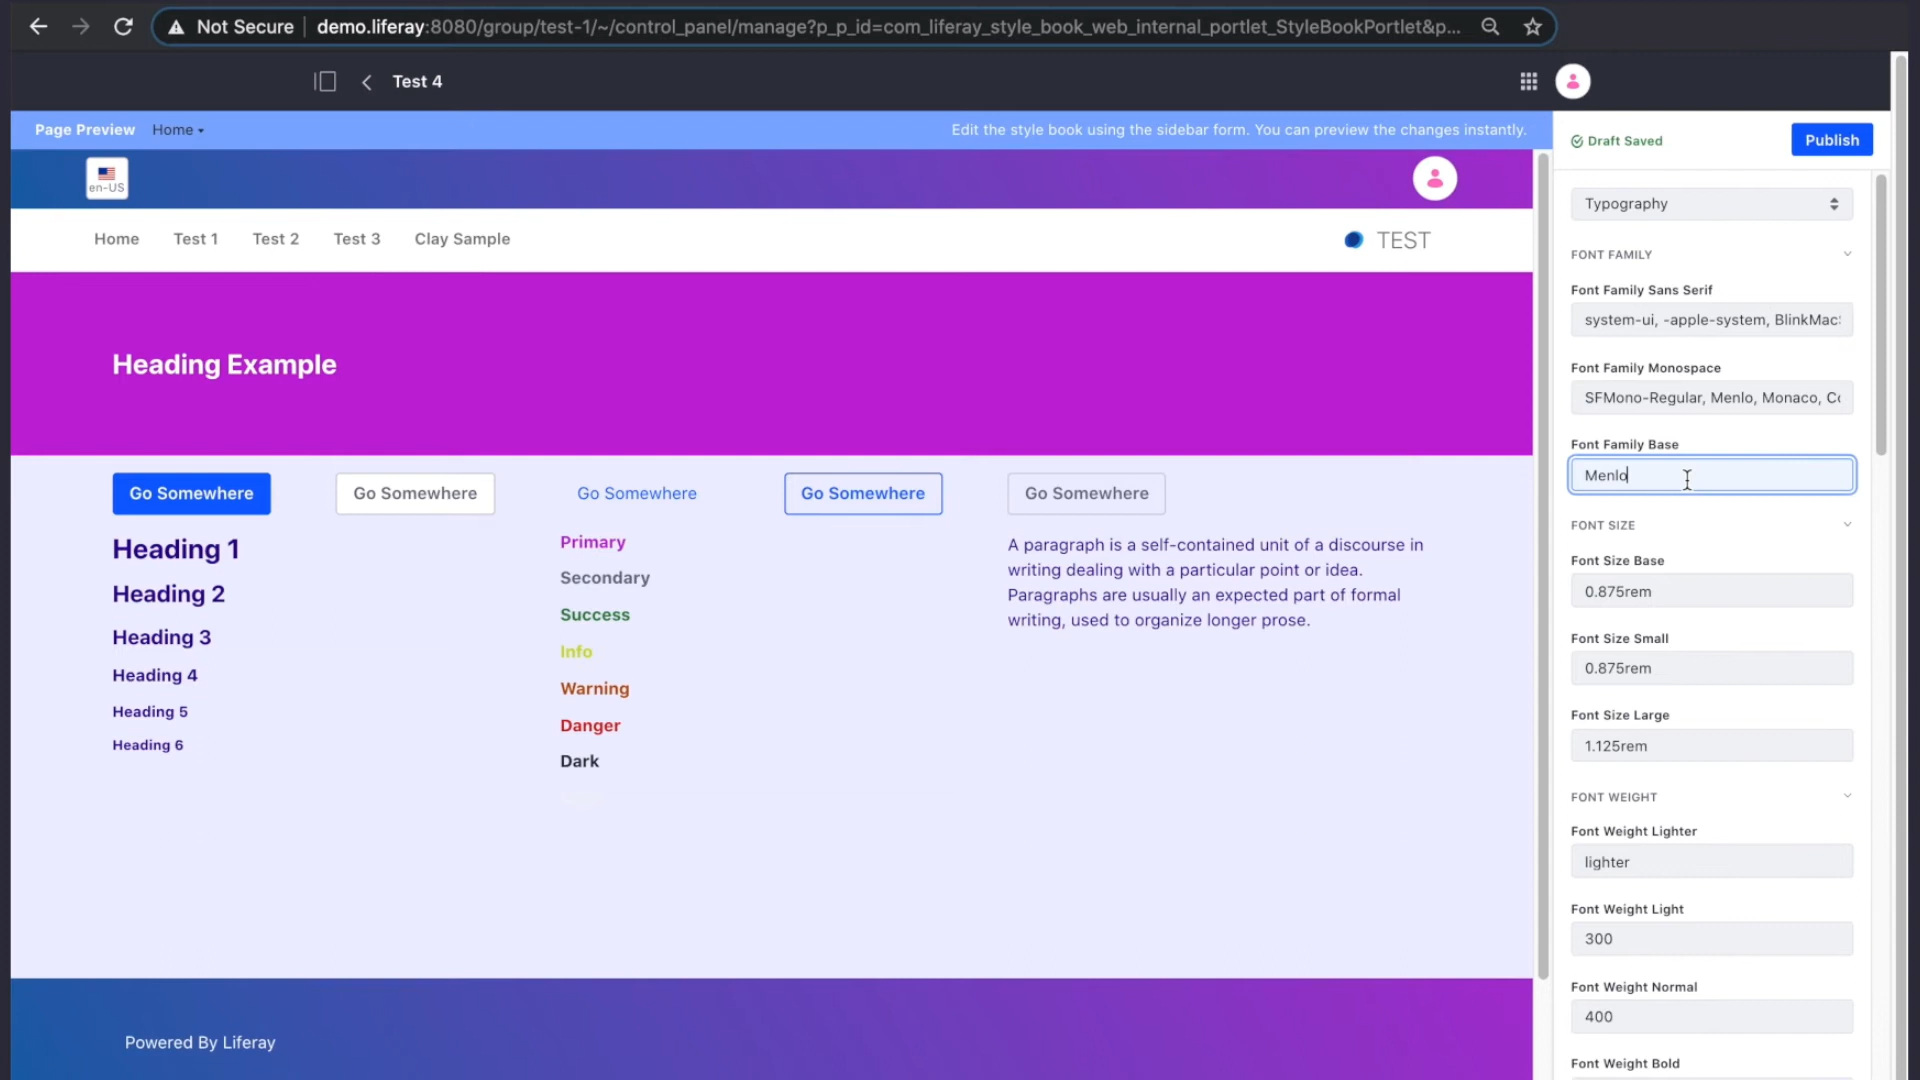 Not Secure demo.liferay:8080/group/test-1/~/control_panel/manage?p_p_id=com_liferay_style_book_web_internal_portlet_StyleBookPortlet&p...
Test 4
Page Preview Home
Edit the style book using the sidebar form. You can preview the changes instantly.
Draft Saved
Publish
en-US
Home Test 1 Test 2 Test 3 Clay Sample
TEST
Heading Example
Go Somewhere Go Somewhere Go Somewhere Go Somewhere Go Somewhere
Heading 1
Heading 2
Heading 3
Heading 4
Heading 5
Heading 6
Primary
Secondary
Success
Info
Warning
Danger
Dark
A paragraph is a self-contained unit of a discourse in
writing dealing with a particular point or idea.
Paragraphs are usually an expected part of formal
writing, used to organize longer prose.
Powered By Liferay
Typography
FONT FAMILY
Font Family Sans Serif
system-ui, -apple-system, BlinkMac
Font Family Monospace
SFMono-Regular, Menlo, Monaco,
Font Family Base
Menlo
FONT SIZE
Font Size Base
0.875rem
Font Size Small
0.875rem
Font Size Large
1.125rem
FONT WEIGHT
Font Weight Lighter
lighter
Font Weight Light
300
Font Weight Normal
400
Font Weight Bold